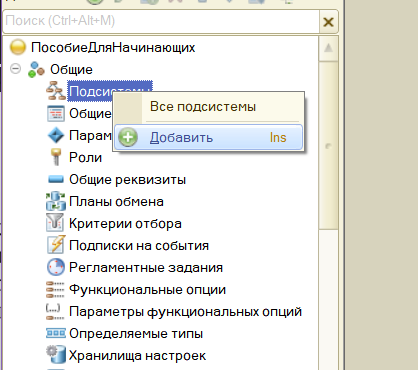 Поиск (Ctrl+Alt+M)
ПособиеДляНачинающих
Общие
Подсистемы
Все подсистемы
Общие
Добавить Ins
Парам
Роли
Общие реквизиты
Планы обмена
Критерии отбора
Подписки на события
Регламентные задания
Функциональные опции
Параметры функциональных опций
Определяемые типы
Хранилища настроек